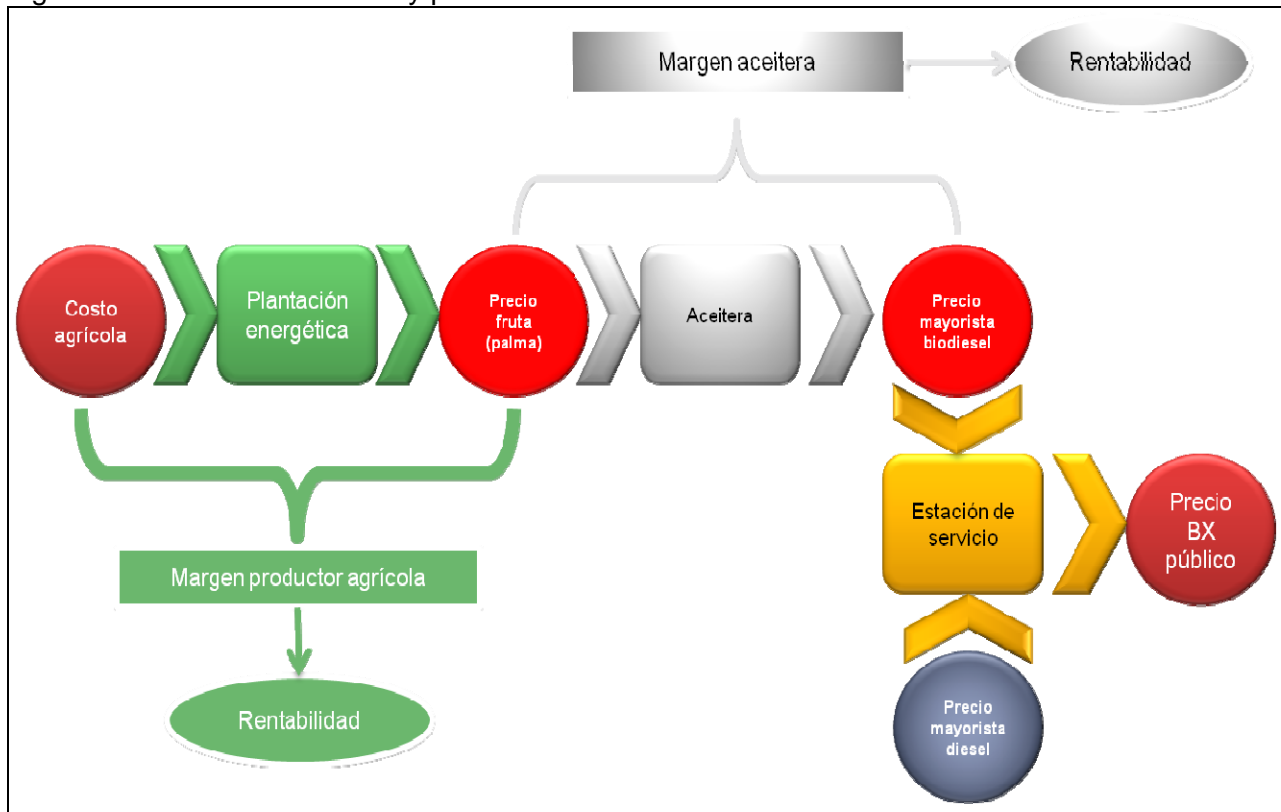 Margen aceitera
Rentabilidad
Costo
agrícola
Plantación
energética
Precio
fruta
(palma)
Aceitera
Precio
mayorista
biodiesel
Estación de
servicio
Precio
BX
público
Margen productor agrícola
Rentabilidad
Precio
mayorista
diesel